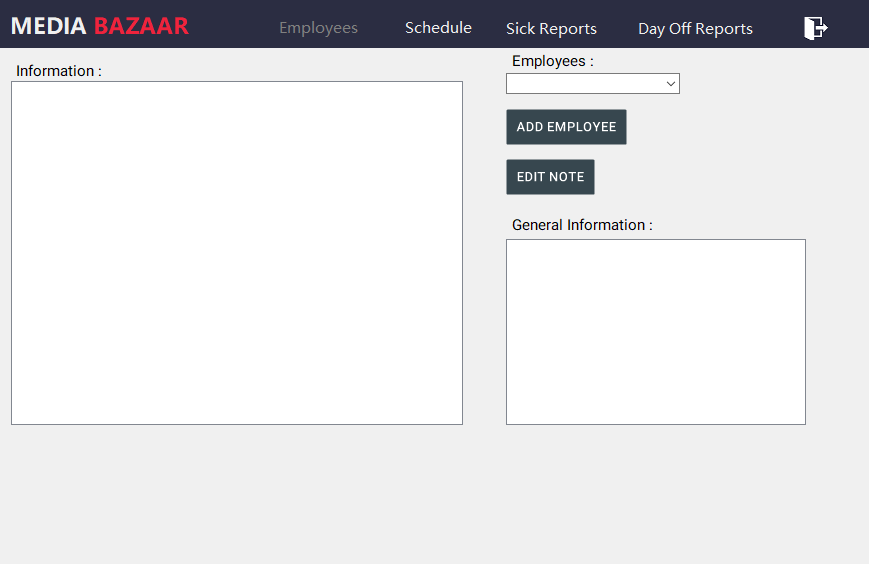 MEDIA BAZAAR
Employees
Schedule
Sick Reports
Day Off Reports
Information :
Employees :
ADD EMPLOYEE
EDIT NOTE
General Information :